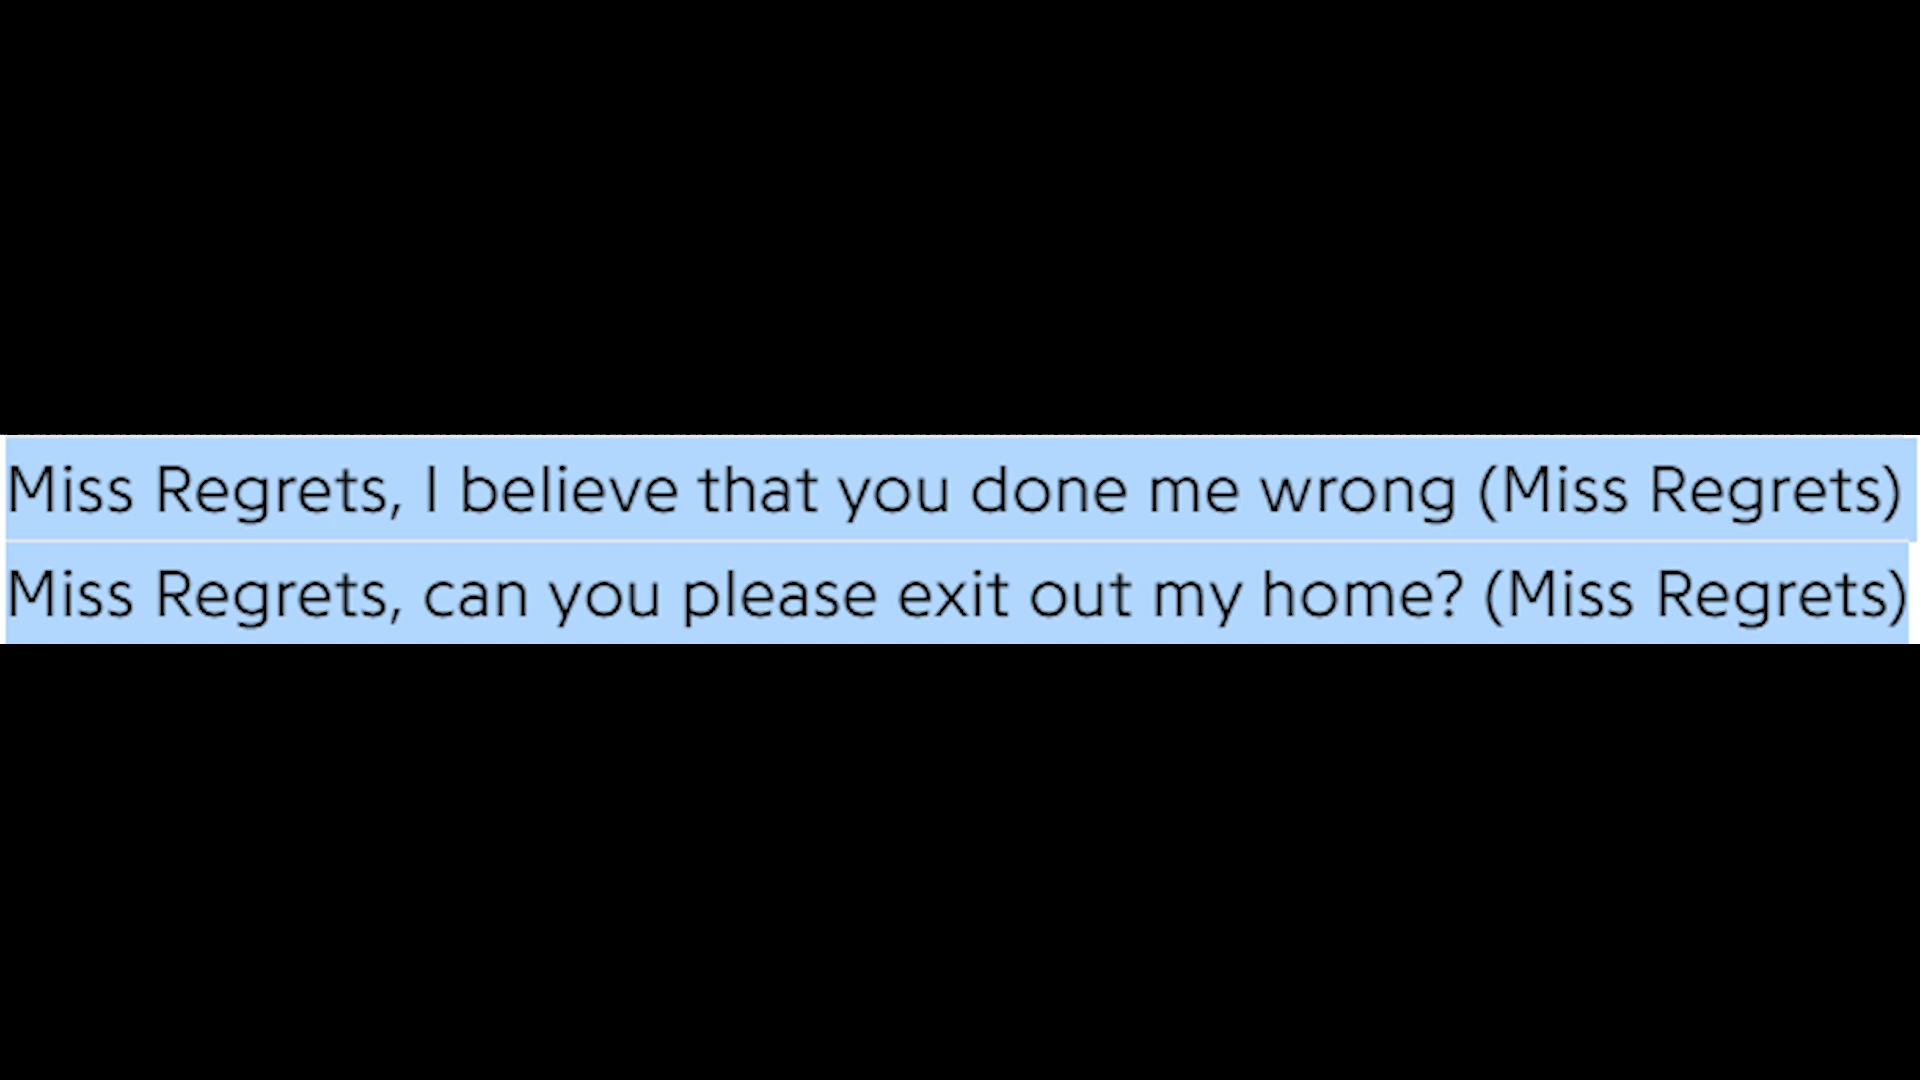 Miss Regrets, I believe that you done me wrong (Miss Regrets)
Miss Regrets, can you please exit out my home? (Miss Regrets)